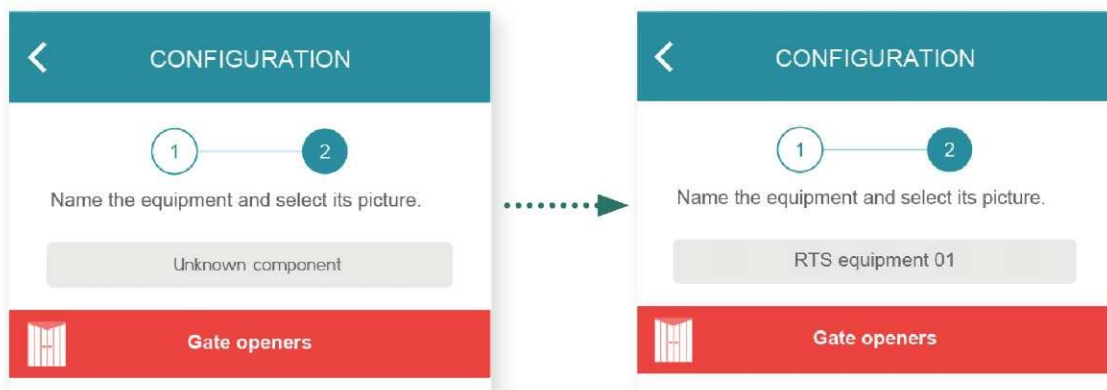 CONFIGURATION
1
2
Name the equipment and select its picture.
Unknown component
Gate openers
CONFIGURATION
1
2
Name the equipment and select its picture.
RTS equipment 01
Gate openers